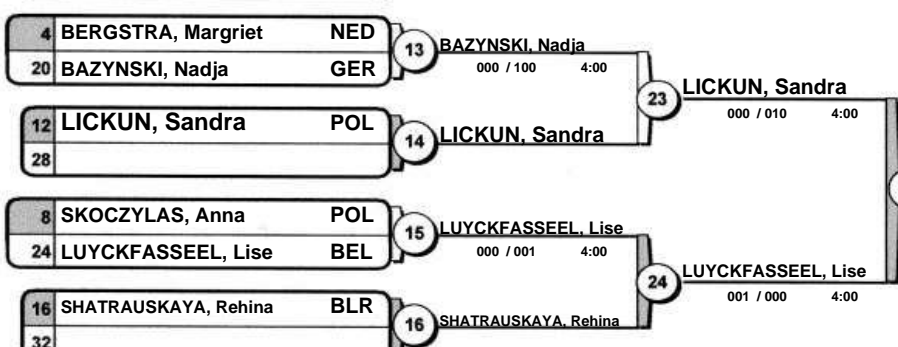 4 BERGSTRA, Margriet NED
20 BAZYNSKI, Nadja GER
13
BAZYNSKI, Nadja
000 / 100 4:00
12 LICKUN, Sandra POL
28
14
LICKUN, Sandra
23
LICKUN, Sandra
000 / 010 4:00
8 SKOCZYLAS, Anna POL
24 LUYCKFASSEEL, Lise BEL
15
LUYCKFASSEEL, Lise
000 / 001 4:00
16 SHATRAUSKAYA, Rehina BLR
32
16
SHATRAUSKAYA, Rehina
24
LUYCKFASSEEL, Lise
001 / 000 4:00